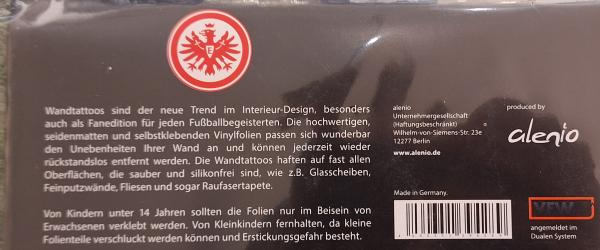 Wandtattoos sind der neue Trend im Interieur-Design, besonders
auch als Fanedition für jeden Fußballbegeisterten. Die hochwertigen,
seidenmatten und selbstklebenden Vinylfolien passen sich wunderbar
den Unebenheiten Ihrer Wand an und können jederzeit wieder
rückstandslos entfernt werden. Die Wandtattoos haften auf fast allen
Oberflächen, die sauber und silikonfrei sind, wie z.B. Glasscheiben,
Feinputzwände, Fliesen und sogar Raufasertapete.
Von Kindern unter 14 Jahren sollten die Folien nur im Beisein von
Erwachsenen verklebt werden. Von Kleinkindern fernhalten, da kleine
Folienteile verschluckt werden können und Erstickungsgefahr besteht.
alenio
Unternehmergesellschaft
(Haftungsbeschränkt)
Wilhelm-von-Siemens-Str. 23e
12277 Berlin
www.alenio.de
produced by
alenio
Made in Germany.
VFW
angemeldet im
Dualen System